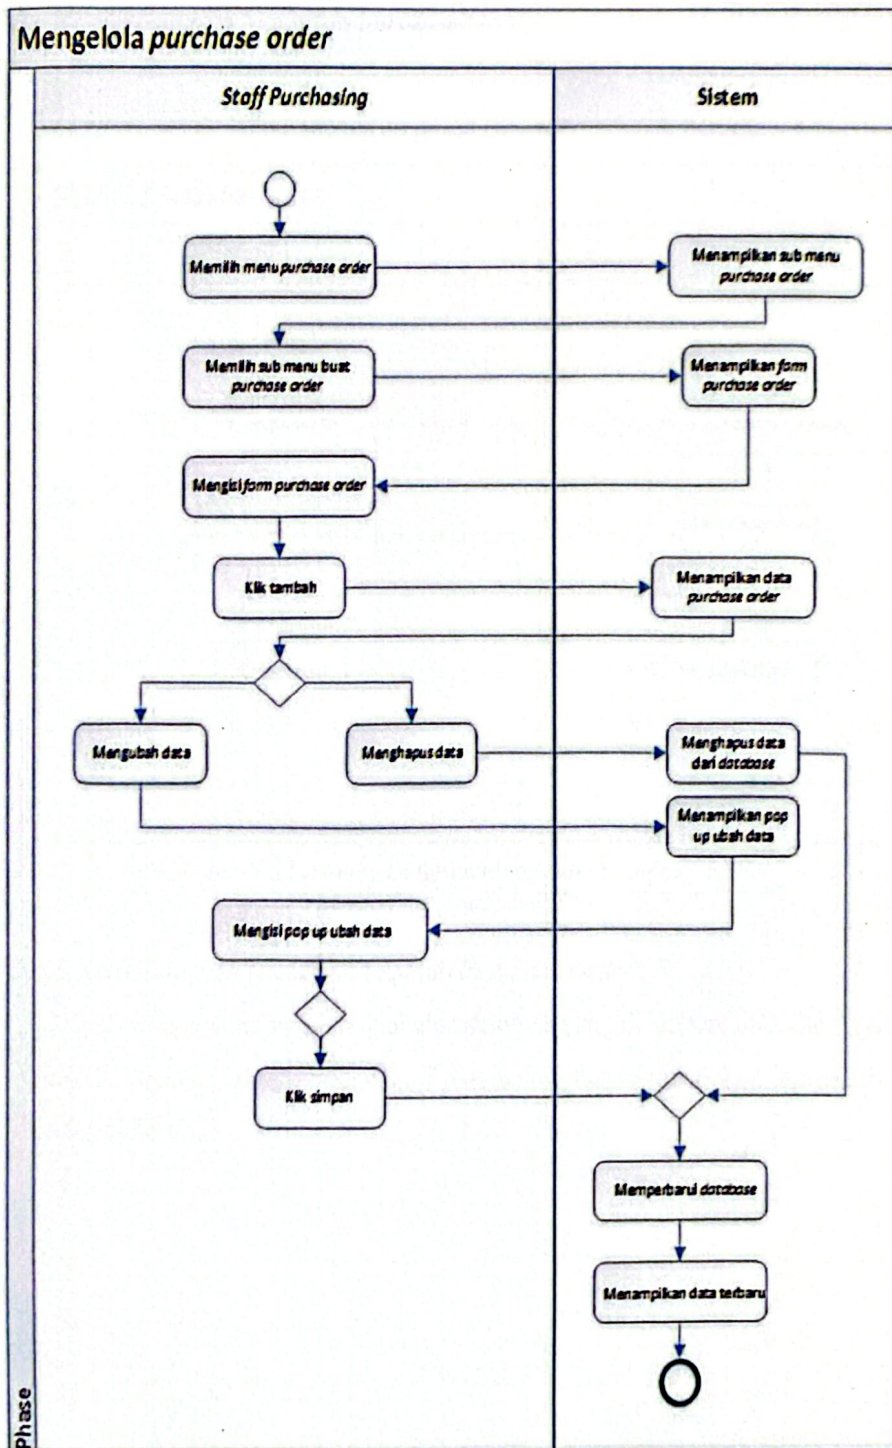 Mengelola purchase order
Staff Purchasing
Sistem
Memilih menu purchase order
Menampilkan sub menu
purchase order
Memilih sub menu buat
purchase order
Menampilkan form
purchase order
Mengisi form purchase order
Klik tambah
Menampilkan data
purchase order
Mengubah data
Menghapus data
Menghapus data
dari database
Menampilkan pop
up ubah data
Mengisi pop up ubah data
Klik simpan
Memperbarui database
Menampilkan data terbaru
Phase